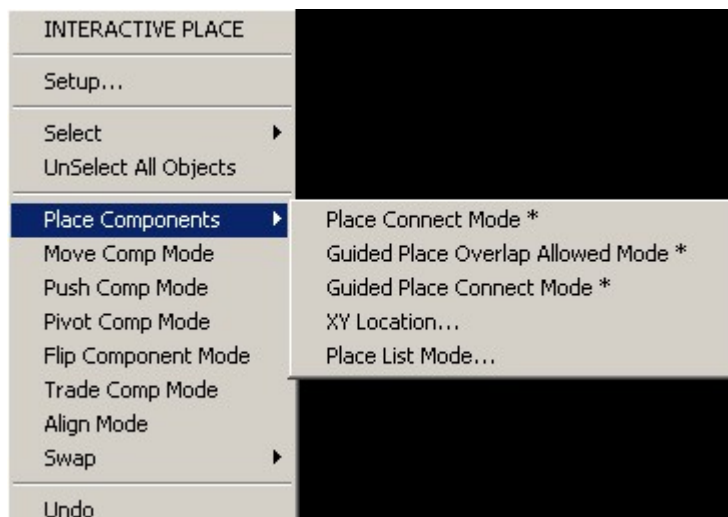 INTERACTIVE PLACE
Setup...
Select
UnSelect All Objects
Place Components
Place Connect Mode *
Guided Place Overlap Allowed Mode *
Guided Place Connect Mode *
XY Location...
Place List Mode...
Move Comp Mode
Push Comp Mode
Pivot Comp Mode
Flip Component Mode
Trade Comp Mode
Align Mode
Swap
Undo